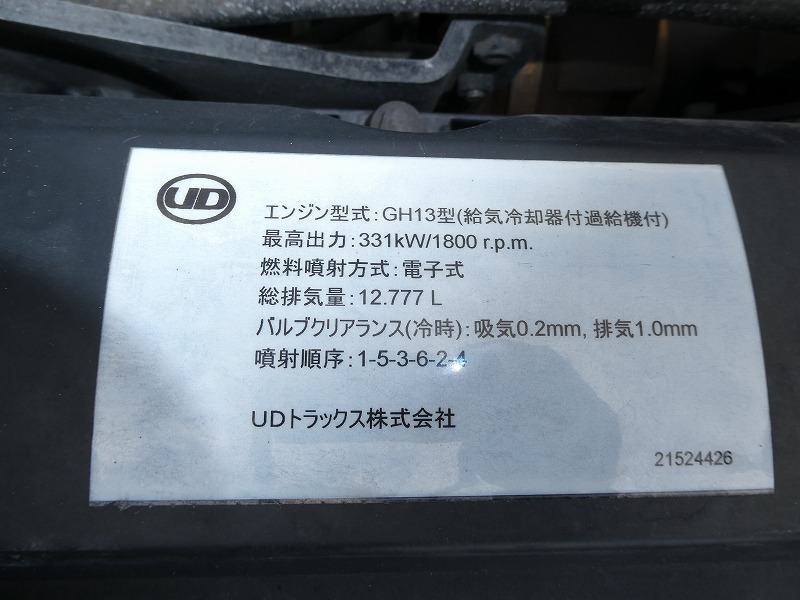 UD
エンジン型式:GH13型(給気冷却器付過給機付)
最高出力:331kW/1800 r.p.m.
燃料噴射方式:電子式
総排気量:12.777 L
バルブクリアランス(冷時):吸気0.2mm, 排気1.0mm
噴射順序:1-5-3-6-2-4
UDトラックス株式会社
21524426